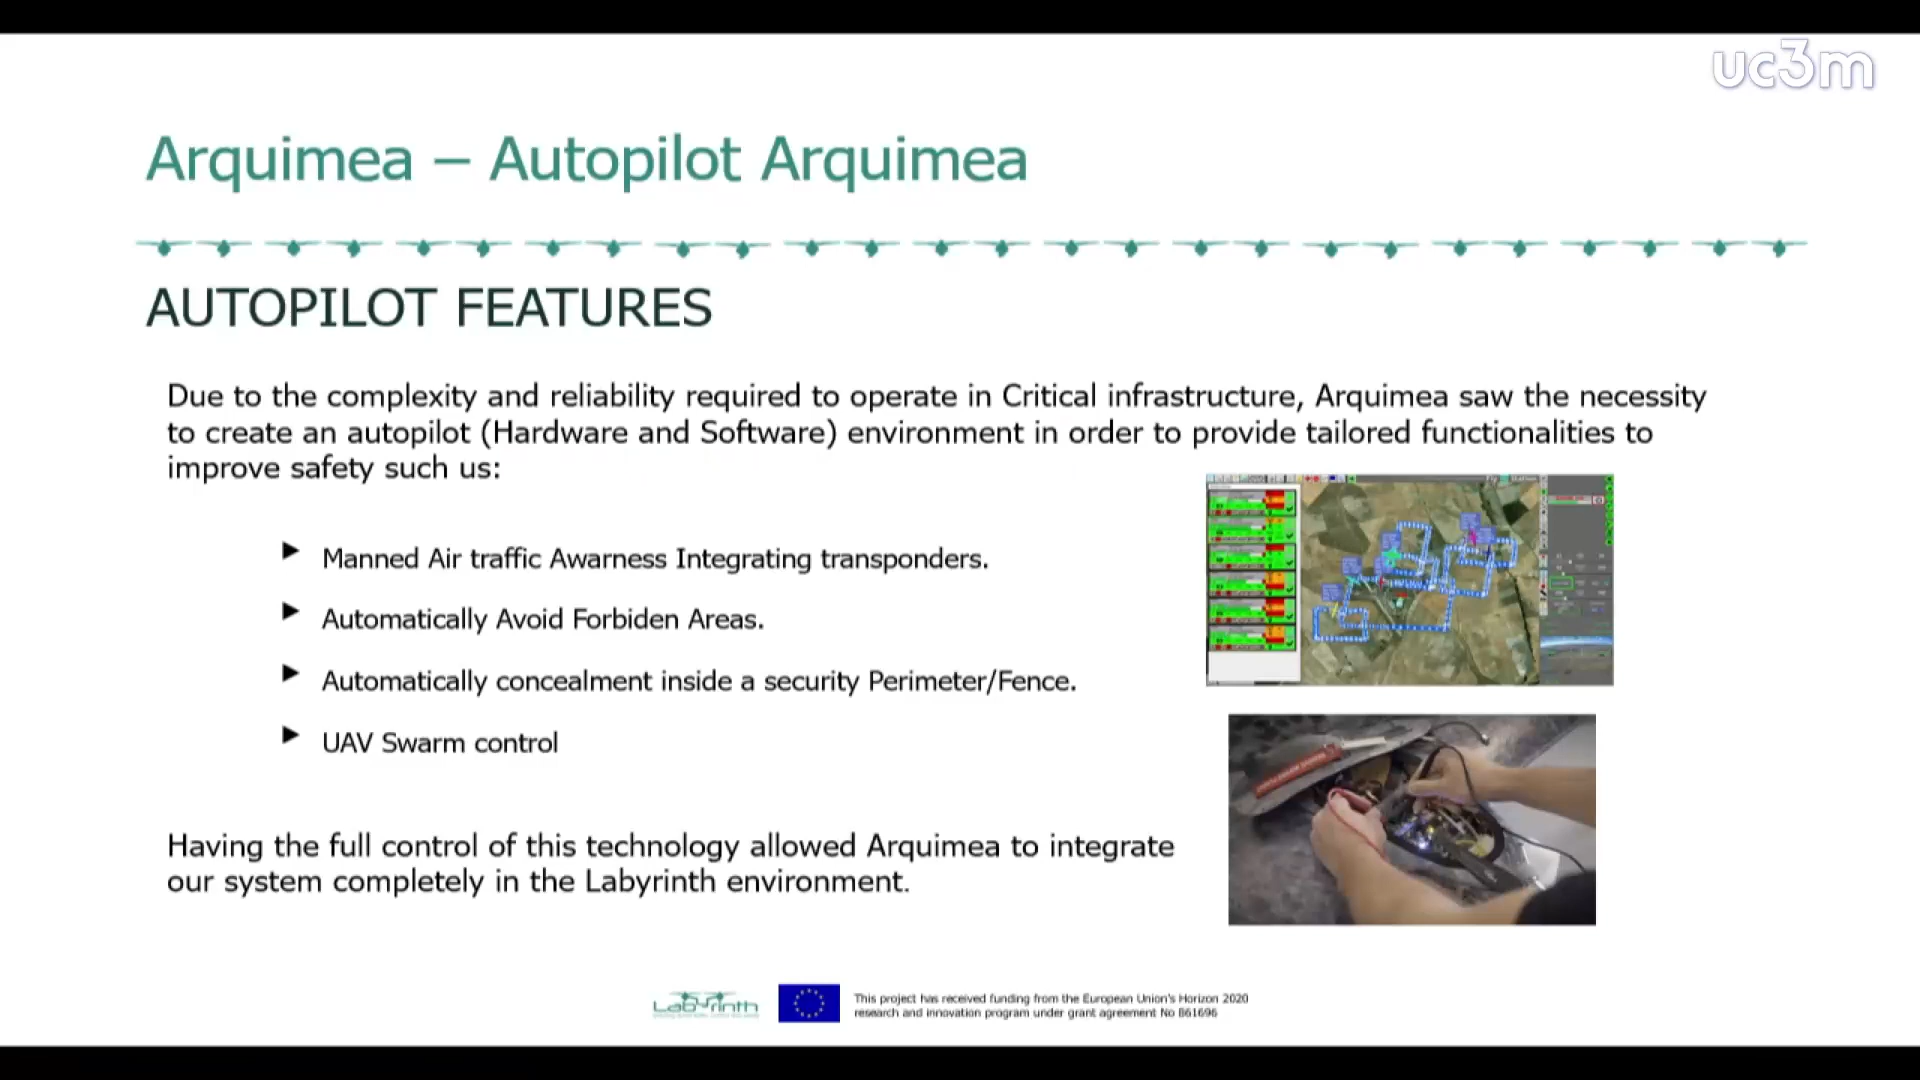 uc3m
Arquimea – Autopilot Arquimea
AUTOPILOT FEATURES
Due to the complexity and reliability required to operate in Critical infrastructure, Arquimea saw the necessity
to create an autopilot (Hardware and Software) environment in order to provide tailored functionalities to
improve safety such us:
Manned Air traffic Awarness Integrating transponders.
Automatically Avoid Forbiden Areas.
Automatically concealment inside a security Perimeter/Fence.
UAV Swarm control
Having the full control of this technology allowed Arquimea to integrate
our system completely in the Labyrinth environment.
Labyrinth
This project has received funding from the European Union's Horizon 2020
research and innovation program under grant agreement No 861696